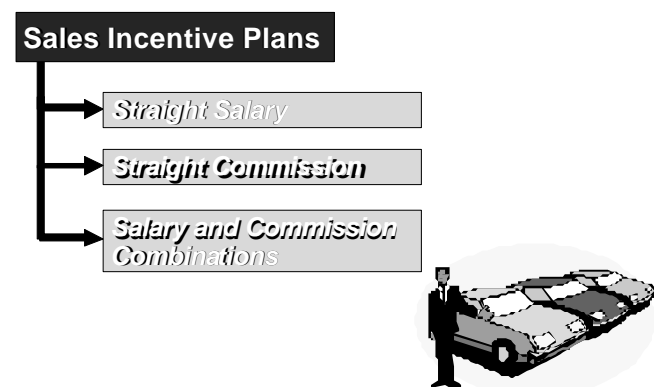 Sales Incentive Plans
Straight Salary
Straight Commission
Salary and Commission
Combinations